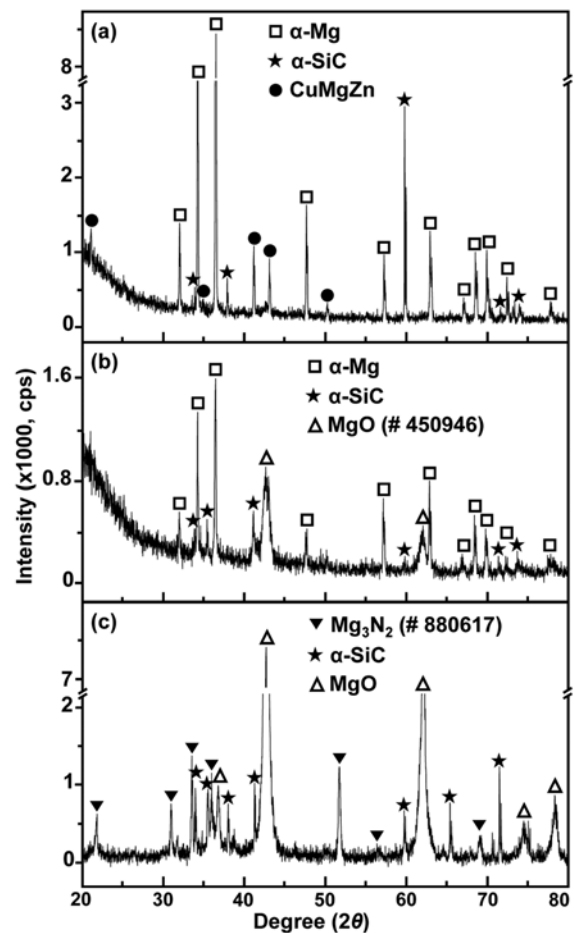 (a)
□ α-Mg
★ α-SiC
● CuMgZn
8
3
2
1
0
(b)
□ α-Mg
★ α-SiC
△ MgO (# 450946)
1.6
0.8
0
Intensity (x1000, cps)
(c)
▼ Mg₃N₂ (# 880617)
★ α-SiC
△ MgO
7
2
1
0
20 30 40 50 60 70 80
Degree (2θ)